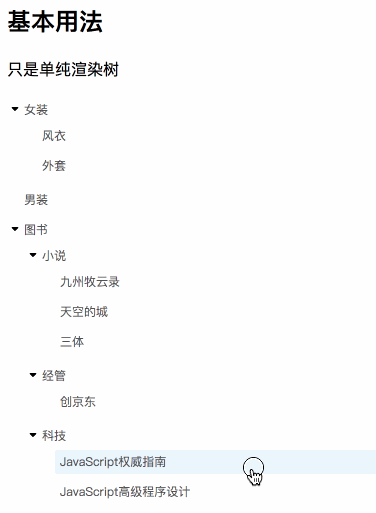 基本用法
只是单纯渲染树
女装
风衣
外套
男装
图书
小说
九州牧云录
天空的城
三体
经管
创京东
科技
JavaScript权威指南
JavaScript高级程序设计